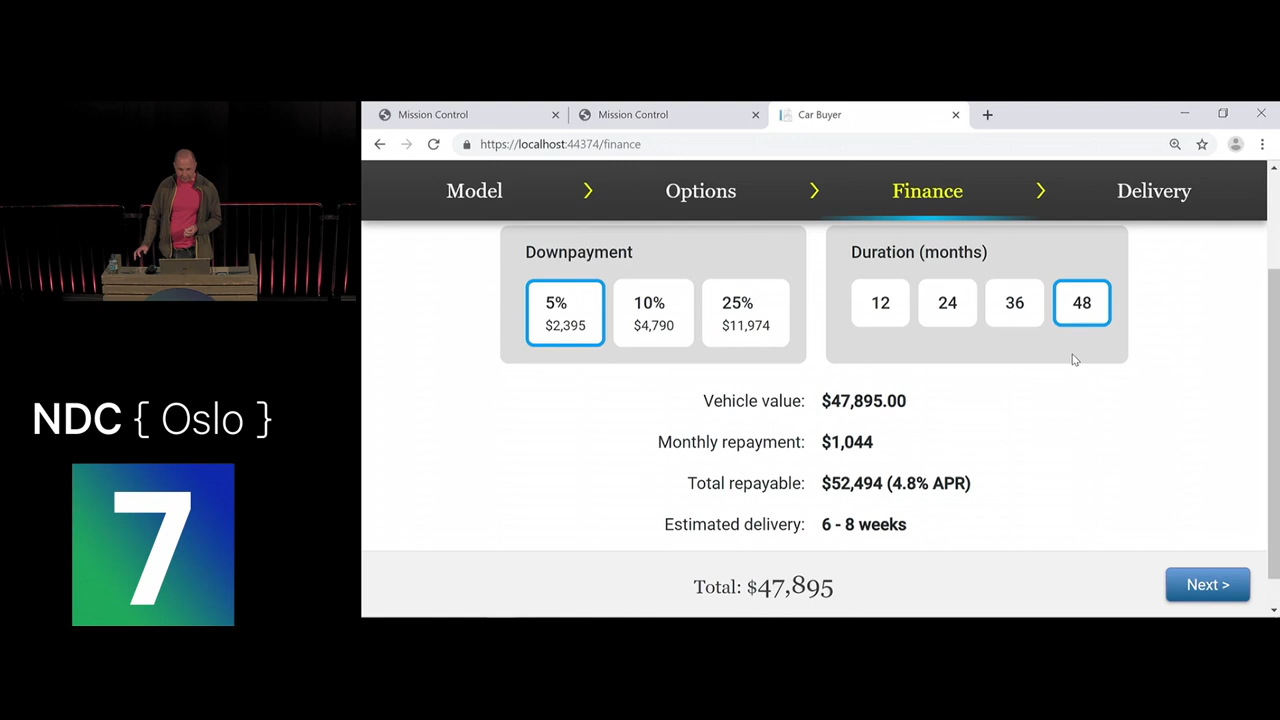 Mission Control
Mission Control
Car Buyer
https://localhost:44374/finance
Model
Options
Finance
Delivery
Downpayment
5%
$2,395
10%
$4,790
25%
$11,974
Duration (months)
12
24
36
48
Vehicle value: $47,895.00
Monthly repayment: $1,044
Total repayable: $52,494 (4.8% APR)
Estimated delivery: 6 - 8 weeks
Total: $47,895
Next >
NDC { Oslo }
7